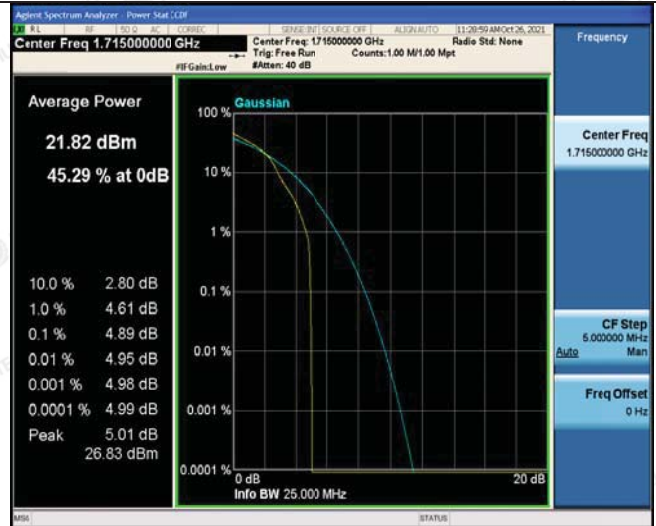 Agilent Spectrum Analyzer - Power Stat CCDF
RL RF 50 Ω AC CORREC SENSE:INT SOURCE OFF ALIGNAUTO 11:28:59 AM Oct 26, 2021
Center Freq 1.715000000 GHz
Center Freq: 1.715000000 GHz Radio Std: None
Trig: Free Run Counts:1.00 M/1.00 Mpt
#IFGain:Low #Atten: 40 dB
Frequency
Average Power
21.82 dBm
45.29 % at 0dB
10.0 % 2.80 dB
1.0 % 4.61 dB
0.1 % 4.89 dB
0.01 % 4.95 dB
0.001 % 4.98 dB
0.0001 % 4.99 dB
Peak 5.01 dB
26.83 dBm
Gaussian
100 %
10 %
1 %
0.1 %
0.01 %
0.001 %
0.0001 %
0 dB 20 dB
Info BW 25.000 MHz
Center Freq
1.715000000 GHz
CF Step
5.000000 MHz
Auto Man
Freq Offset
0 Hz
MSG STATUS